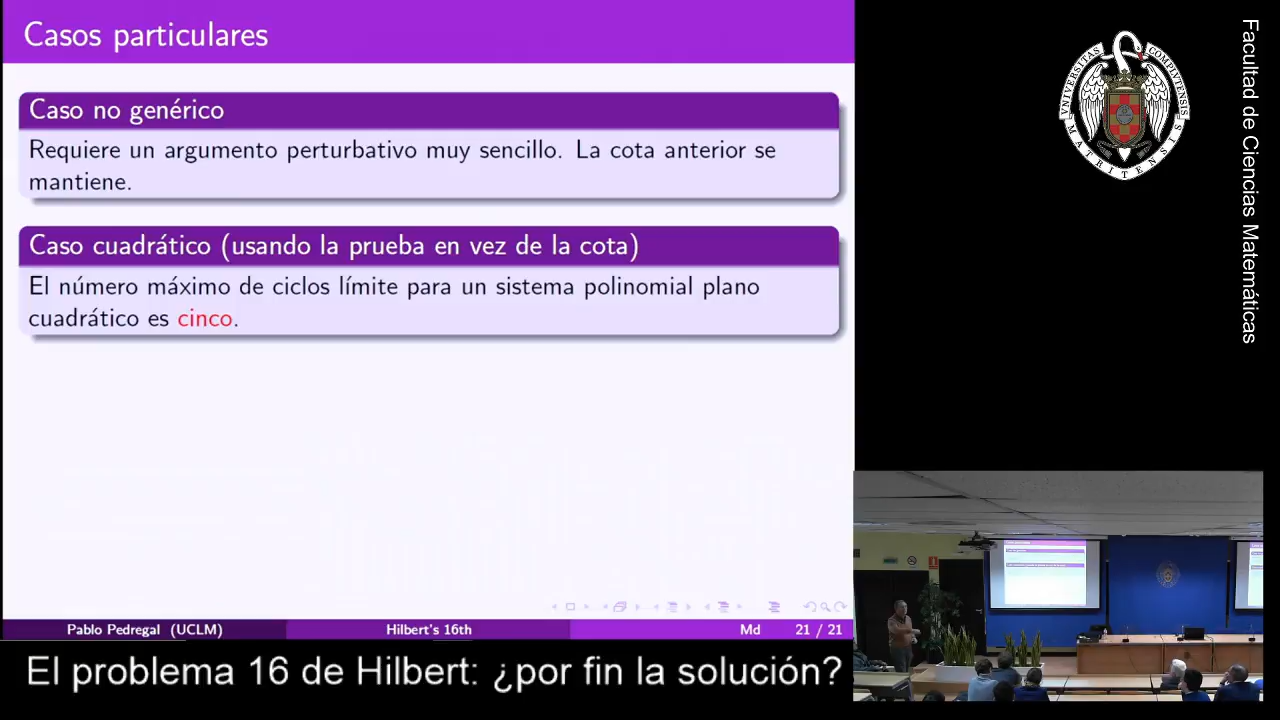 Casos particulares
Caso no genérico
Requiere un argumento perturbativo muy sencillo. La cota anterior se
mantiene.
Caso cuadrático (usando la prueba en vez de la cota)
El número máximo de ciclos límite para un sistema polinomial plano
cuadrático es cinco.
Pablo Pedregal (UCLM)
Hilbert's 16th
Md
21 / 21
El problema 16 de Hilbert: ¿por fin la solución?
VNIVERSITAS COMPLVTENSIS
MATRITENSIS
Facultad de Ciencias Matemáticas